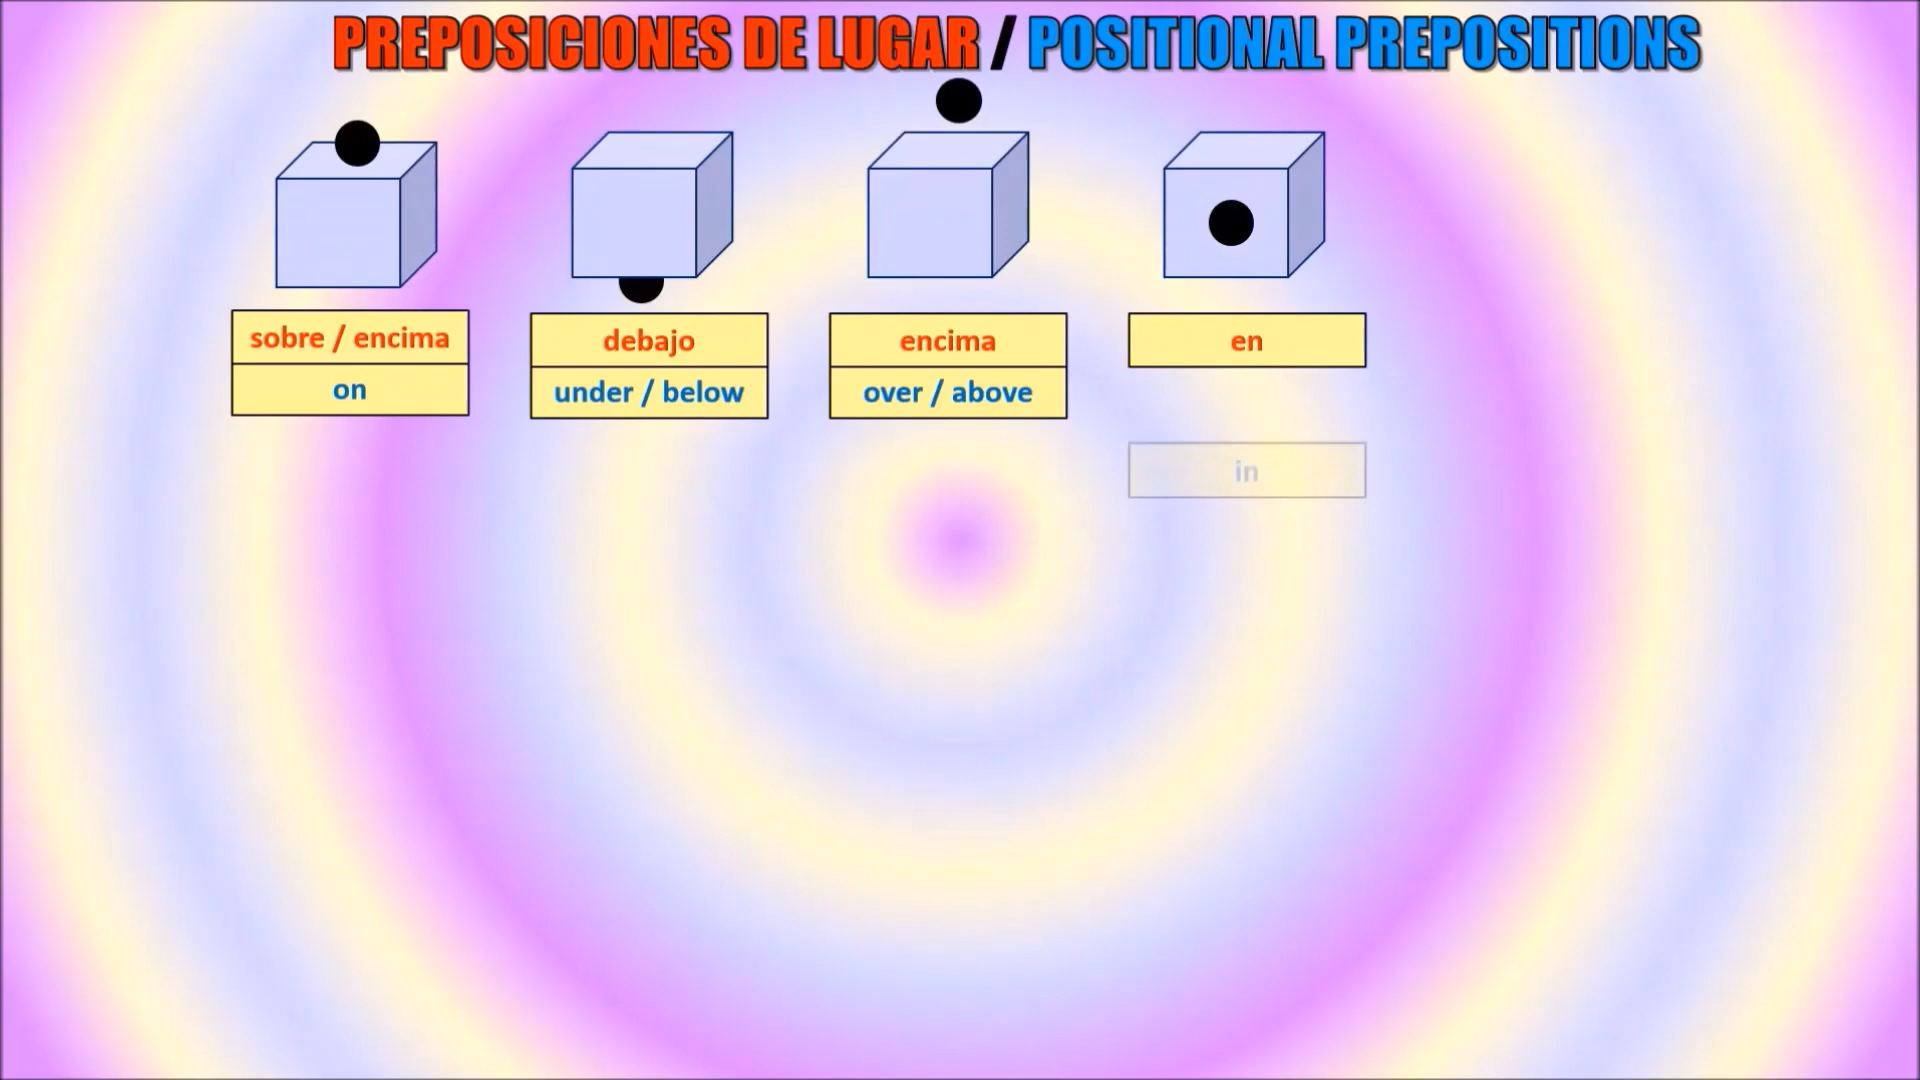 PREPOSICIONES DE LUGAR / POSITIONAL PREPOSITIONS
sobre / encima
on
debajo
under / below
encima
over / above
en
in